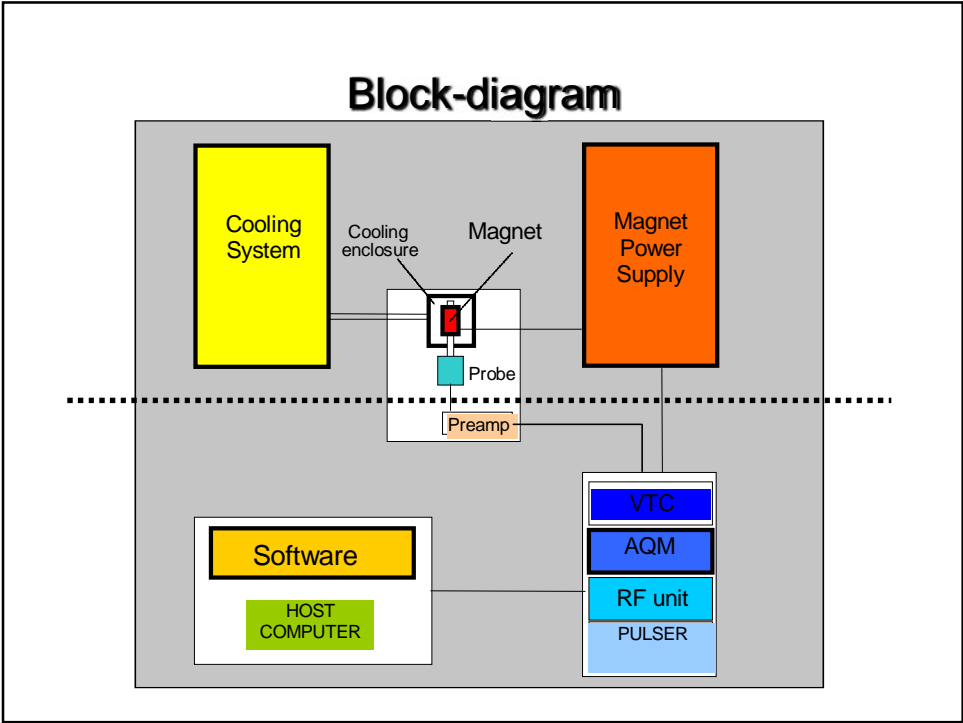 Block-diagram
Cooling
System
Cooling
enclosure
Magnet
Magnet
Power
Supply
Probe
Preamp
VTC
AQM
RF unit
PULSER
Software
HOST
COMPUTER